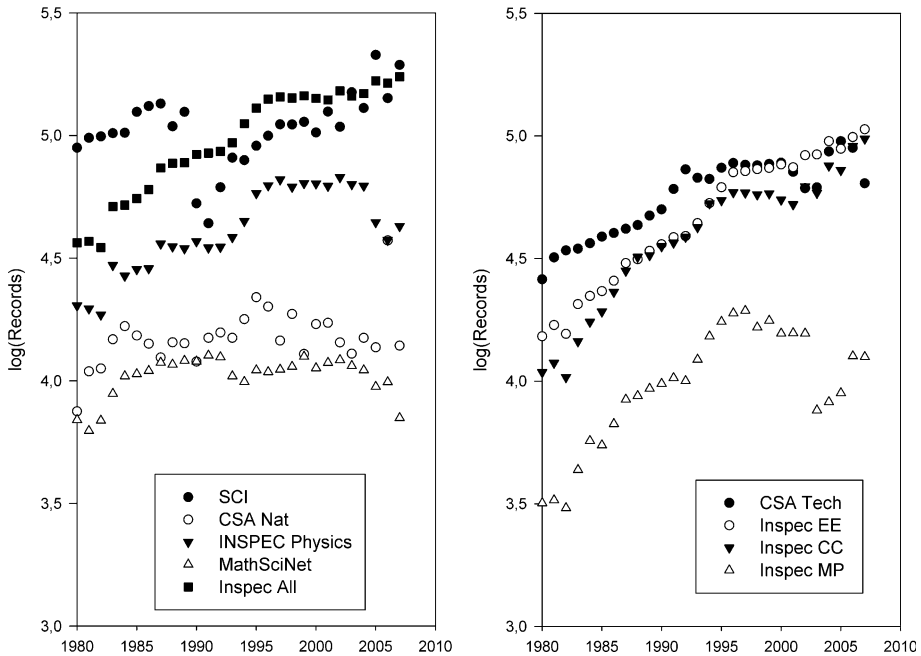 5,5
5,0
4,5
4,0
3,5
3,0
log(Records)
SCI
CSA Nat
INSPEC Physics
MathSciNet
Inspec All
1980 1985 1990 1995 2000 2005 2010
5,5
5,0
4,5
4,0
3,5
3,0
log(Records)
CSA Tech
Inspec EE
Inspec CC
Inspec MP
1980 1985 1990 1995 2000 2005 2010